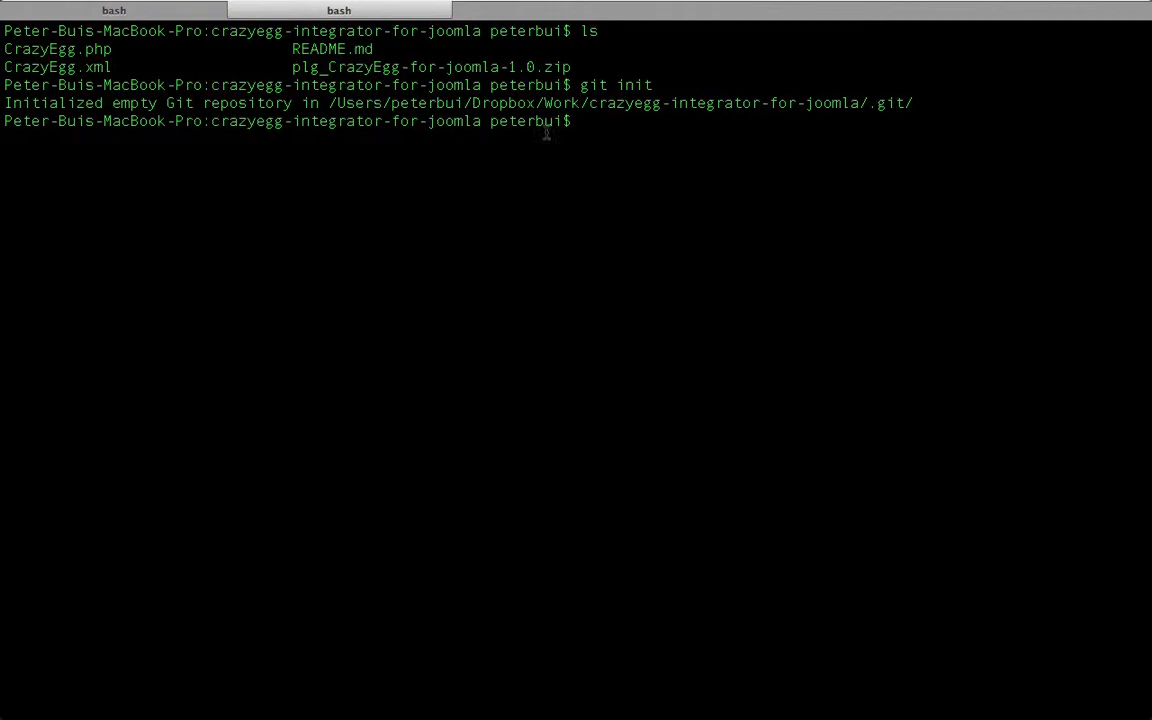 bash bash
Peter-Buis-MacBook-Pro:crazyegg-integrator-for-joomla peterbui$ ls
CrazyEgg.php README.md
CrazyEgg.xml plg_CrazyEgg-for-joomla-1.0.zip
Peter-Buis-MacBook-Pro:crazyegg-integrator-for-joomla peterbui$ git init
Initialized empty Git repository in /Users/peterbui/Dropbox/Work/crazyegg-integrator-for-joomla/.git/
Peter-Buis-MacBook-Pro:crazyegg-integrator-for-joomla peterbui$